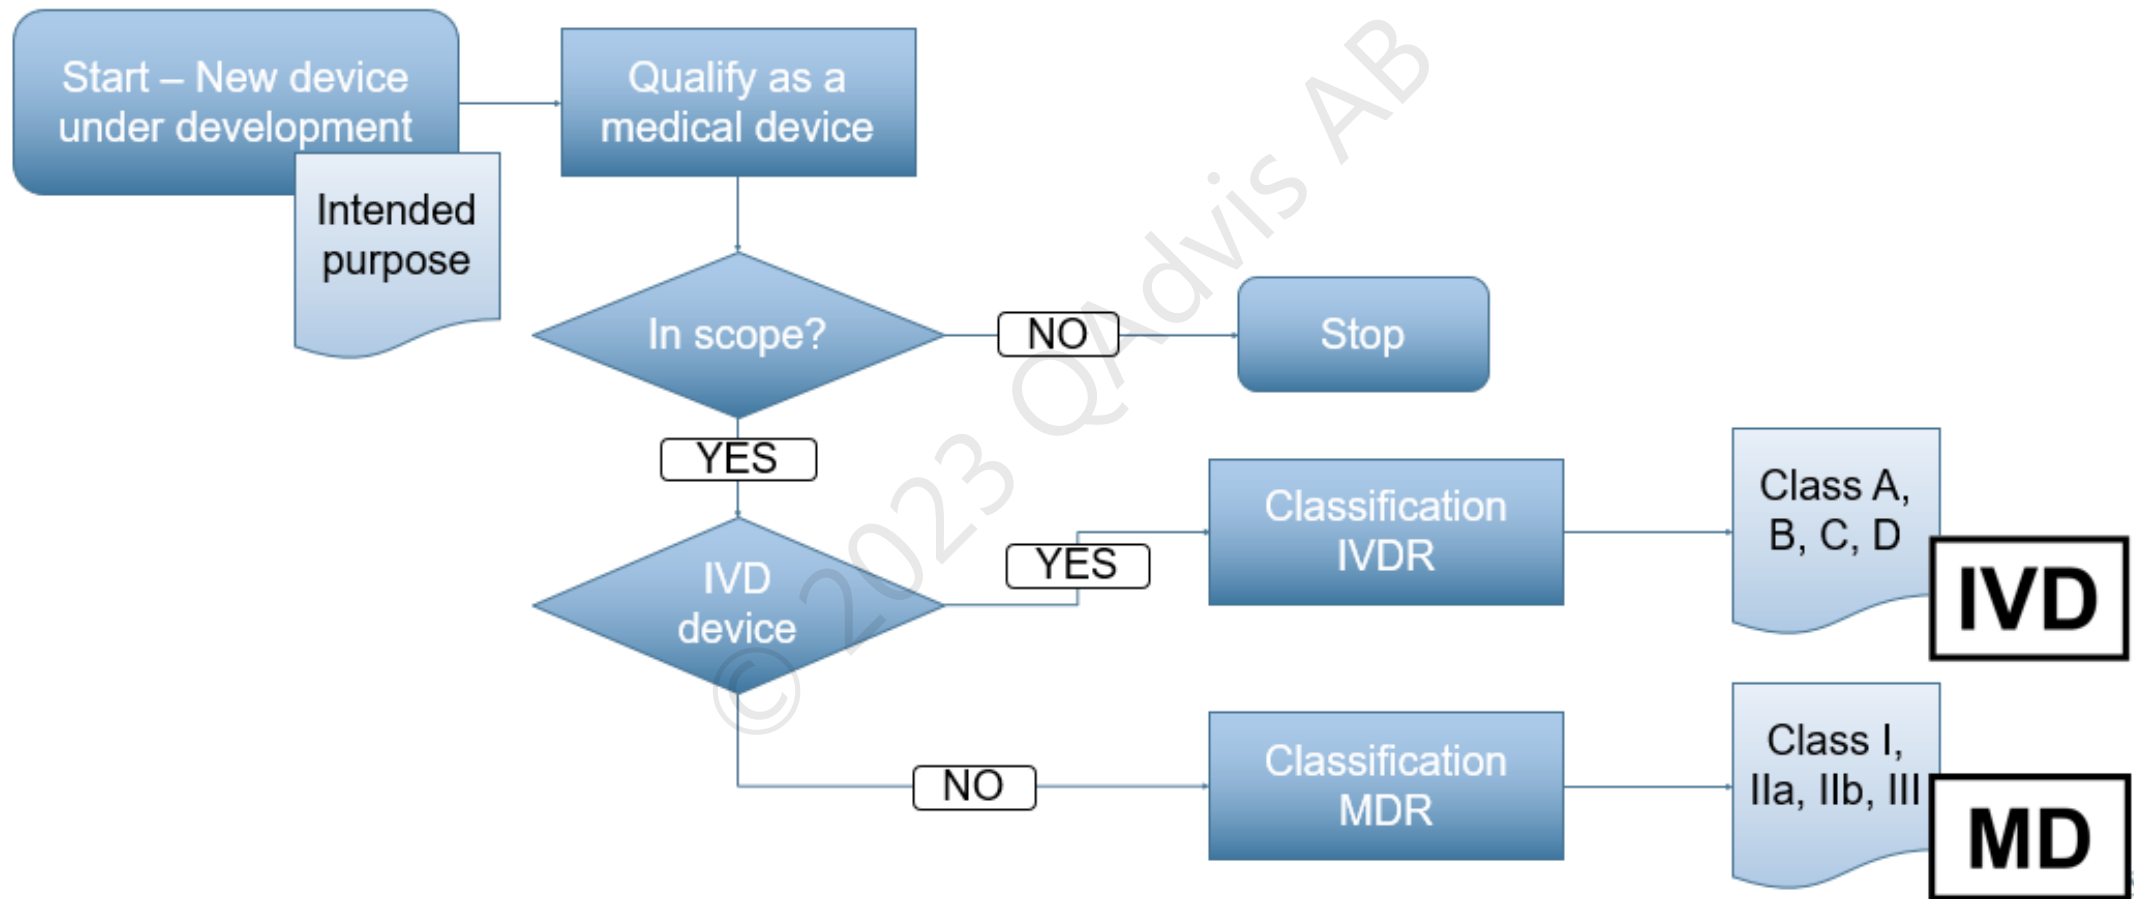 Start – New device
under development
Intended
purpose
Qualify as a
medical device
In scope?
NO
Stop
YES
IVD
device
YES
Classification
IVDR
Class A,
B, C, D
IVD
NO
Classification
MDR
Class I,
IIa, IIb, III
MD
© 2023 QAdvis AB